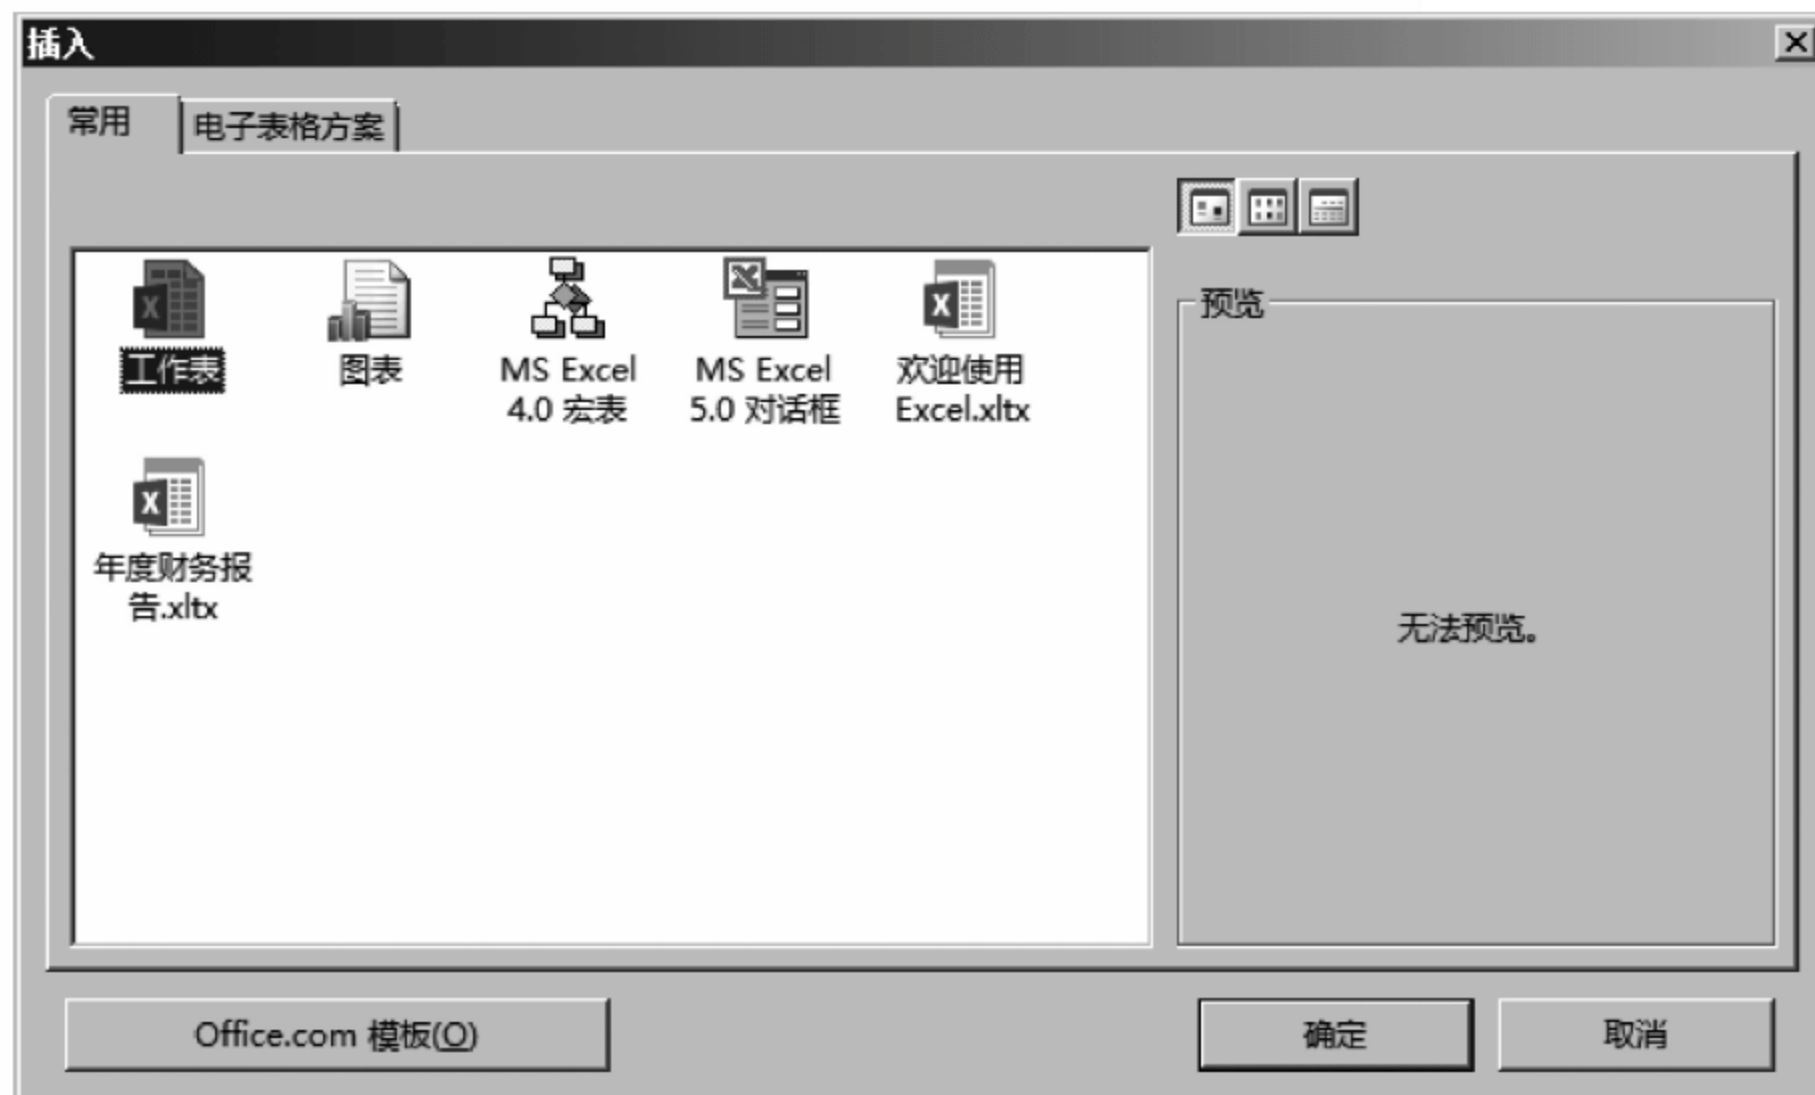 插入
常用
电子表格方案
预览
工作表
图表
MS Excel
4.0 宏表
MS Excel
5.0 对话框
欢迎使用
Excel.xltx
年度财务报
告.xltx
无法预览。
Office.com 模板(O)
确定
取消